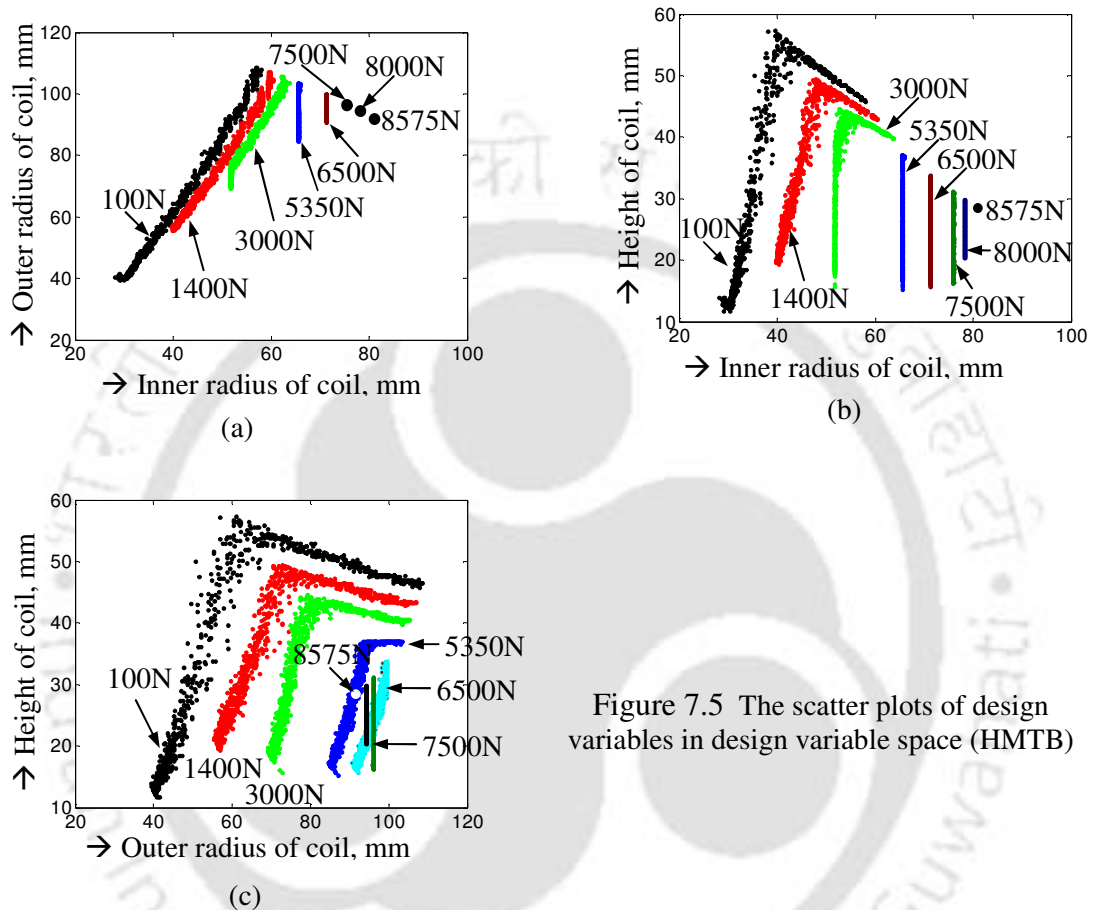 120
100
80
60
40
20
20 40 60 80 100
→ Outer radius of coil, mm
→ Inner radius of coil, mm
7500N
8000N
8575N
6500N
5350N
3000N
1400N
100N
(a)
60
50
40
30
20
10
20 40 60 80 100
→ Height of coil, mm
→ Inner radius of coil, mm
3000N
5350N
6500N
8575N
8000N
7500N
1400N
100N
(b)
60
50
40
30
20
10
20 40 60 80 100 120
→ Height of coil, mm
→ Outer radius of coil, mm
5350N
8575N
6500N
7500N
100N
1400N
3000N
(c)
Figure 7.5 The scatter plots of design
variables in design variable space (HMTB)